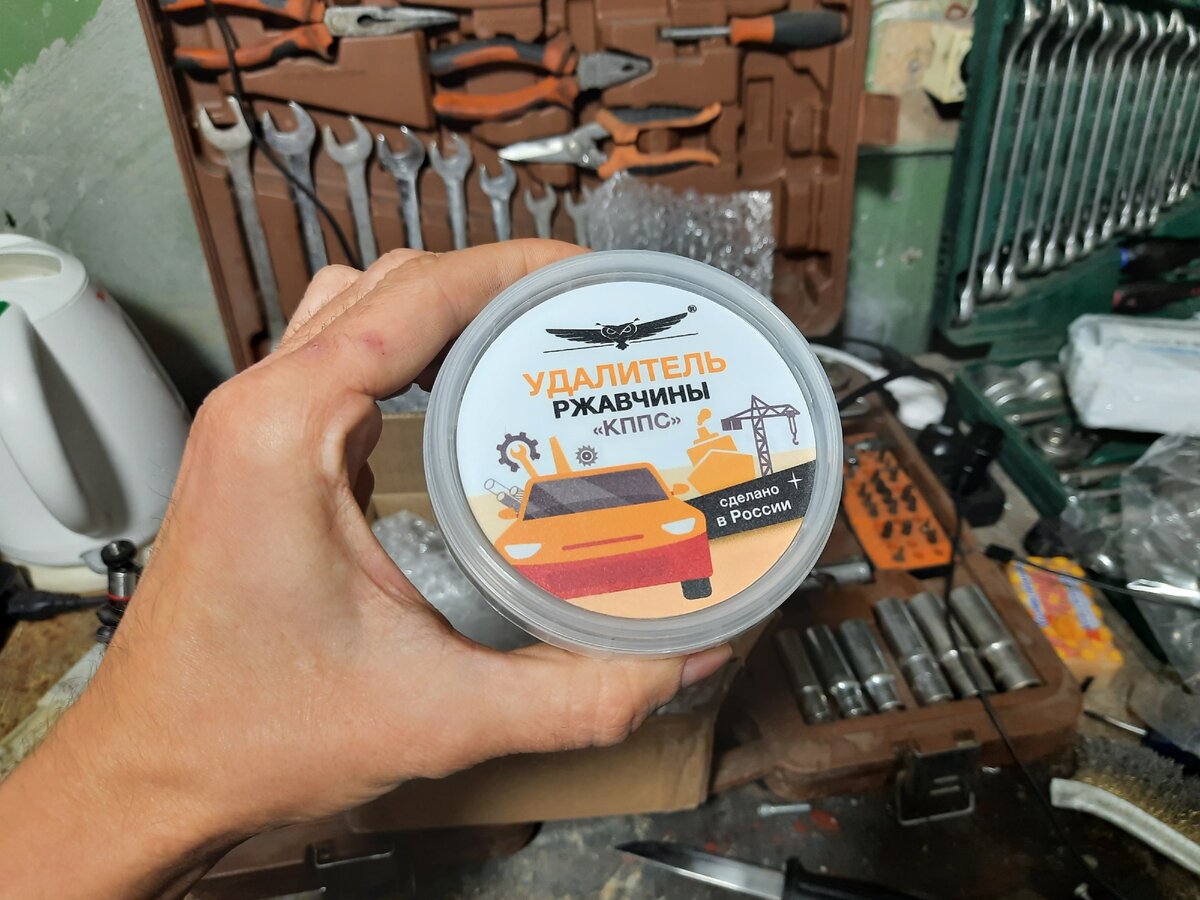 ®
УДАЛИТЕЛЬ
РЖАВЧИНЫ
«КППС»
сделано
в России